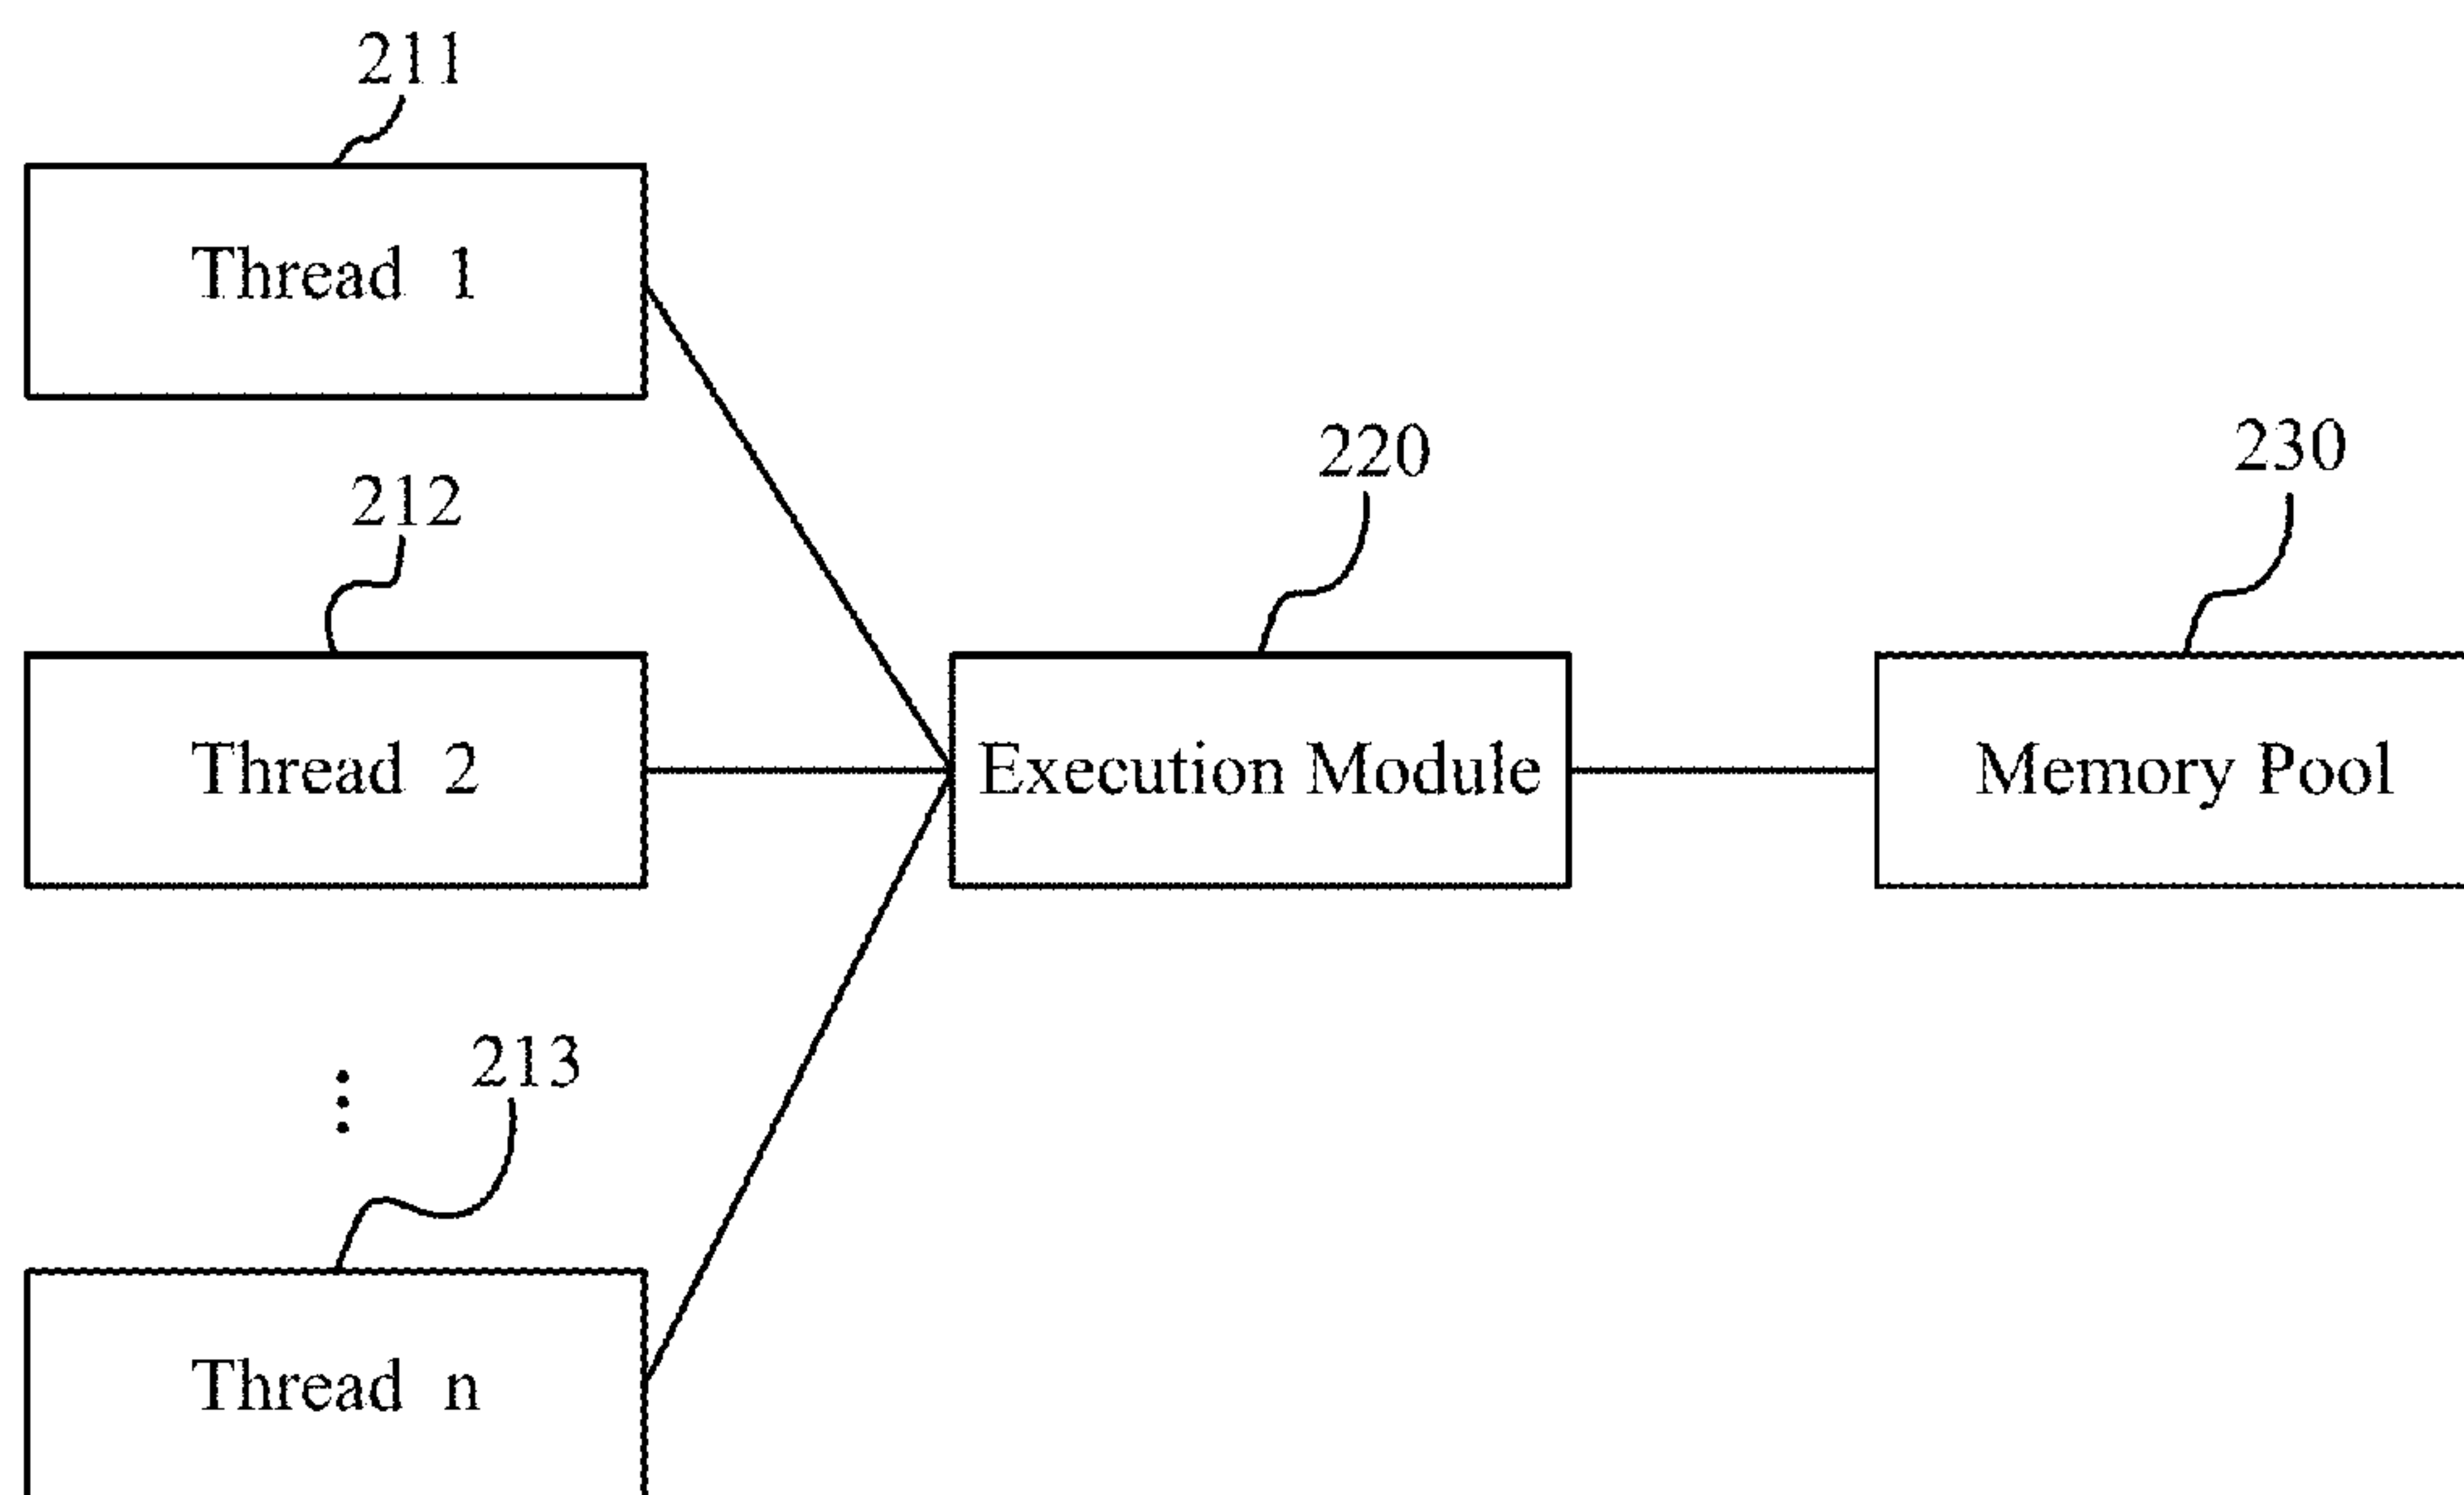 211
Thread 1
220
230
212
Thread 2
Execution Module
Memory Pool
213
Thread n